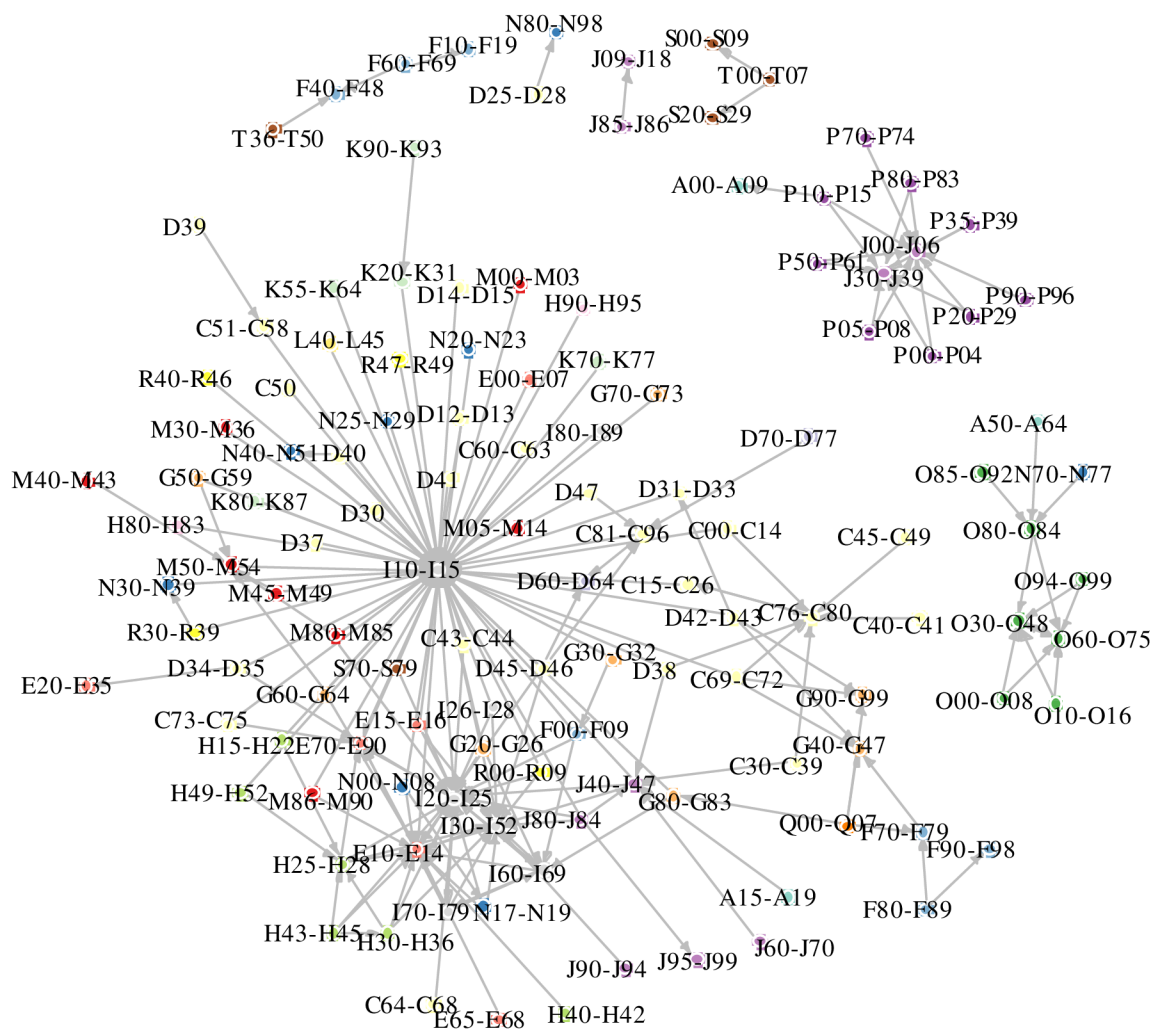 N80-N98
S00-S09
F10-F19
J09-J18
F60-F69
T00-T07
F40-F48
D25-D28
J85-J86
S20-S29
T36-T50
P70-P74
K90-K93
A00-A09
P80-P83
P10-P15
D39
P35-P39
J00-J06
P50-P61
K20-K31
M00-M03
J30-J39
K55-K64
D14-D15
H90-H95
P90-P96
P20-P29
C51-C58
L40-L45
N20-N23
P05-P08
R47-R49
K70-K77
P00-P04
R40-R46
C50
E00-E07
G70-G73
N25-N29
D12-D13
A50-A64
M30-M36
I80-I89
D70-D77
N40-N51
D40
C60-C63
M40-M43
G50-G59
D41
O85-O92
N70-N77
K80-K87
D47
D31-D33
D30
H80-H83
M05-M14
C81-C96
C00-C14
C45-C49
O80-O84
D37
M50-M54
I10-I15
N30-N39
D60-D64
C15-C26
O94-O99
M45-M49
C76-C80
D42-D43
C40-C41
O30-O48
R30-R39
M80-M85
C43-C44
O60-O75
D34-D35
S70-S79
D45-D46
G30-G32
D38
E20-E35
C69-C72
G60-G64
G90-G99
O00-O08
C73-C75
E15-E16
I26-I28
F00-F09
O10-O16
H15-H22
E70-E90
G20-G26
G40-G47
R00-R09
C30-C39
N00-N08
J40-J47
H49-H52
M86-M90
I20-I25
G80-G83
I30-I52
J80-J84
Q00-Q07
F70-F79
E10-E14
F90-F98
H25-H28
I60-I69
A15-A19
I70-I79
N17-N19
F80-F89
H43-H45
H30-H36
J60-J70
J90-J94
J95-J99
C64-C68
E65-E68
H40-H42